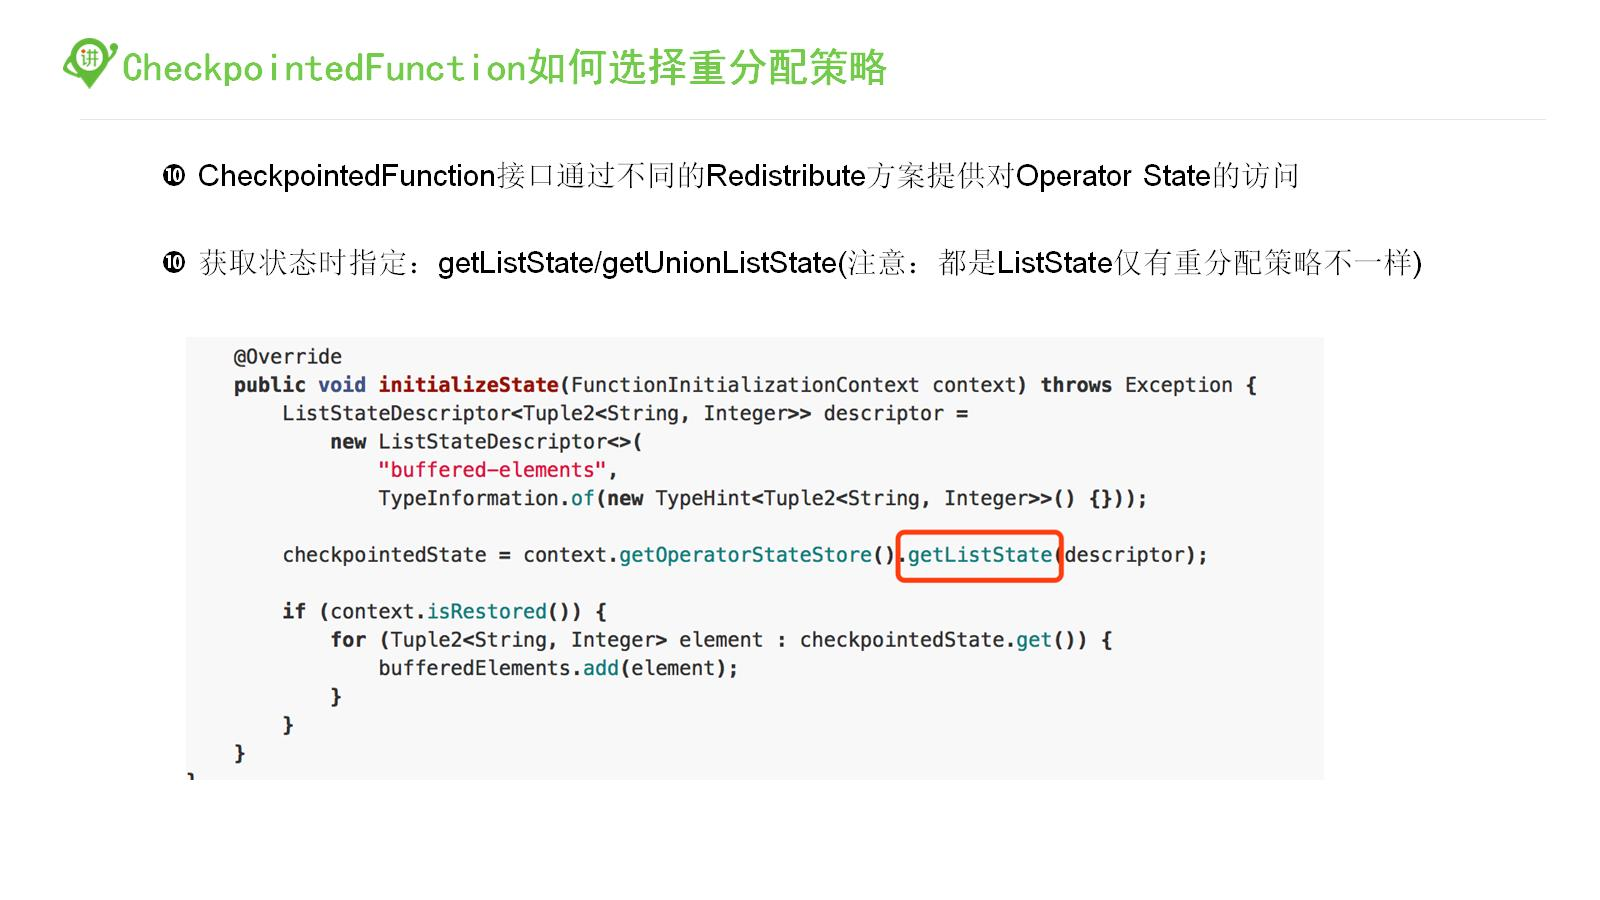 讲
CheckpointedFunction如何选择重分配策略
⓾ CheckpointedFunction接口通过不同的Redistribute方案提供对Operator State的访问
⓾ 获取状态时指定：getListState/getUnionListState(注意：都是ListState仅有重分配策略不一样)
@Override
public void initializeState(FunctionInitializationContext context) throws Exception {
ListStateDescriptor<Tuple2<String, Integer>> descriptor =
new ListStateDescriptor<>(
"buffered-elements",
TypeInformation.of(new TypeHint<Tuple2<String, Integer>>() {}));
checkpointedState = context.getOperatorStateStore().getListState(descriptor);
if (context.isRestored()) {
for (Tuple2<String, Integer> element : checkpointedState.get()) {
bufferedElements.add(element);
}
}
}